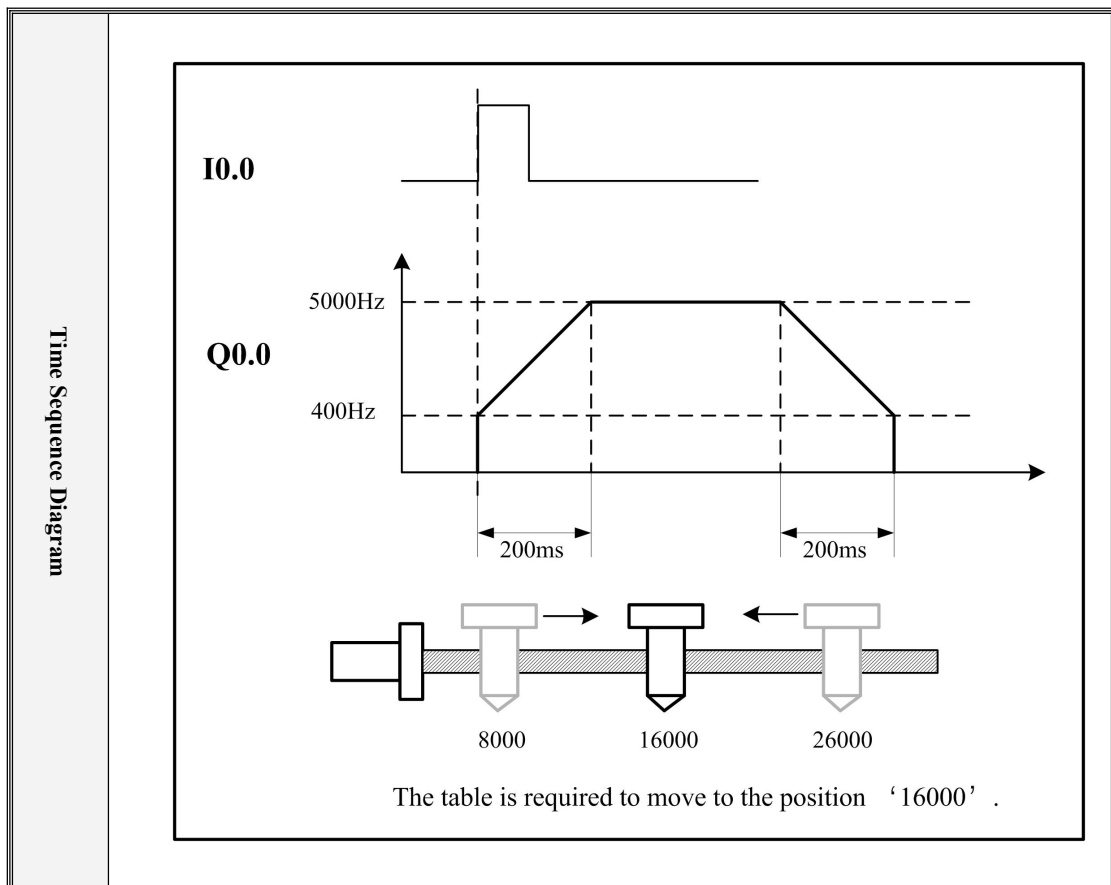 Time Sequence Diagram
I0.0
5000Hz
Q0.0
400Hz
200ms 200ms
8000 16000 26000
The table is required to move to the position ‘16000’ .